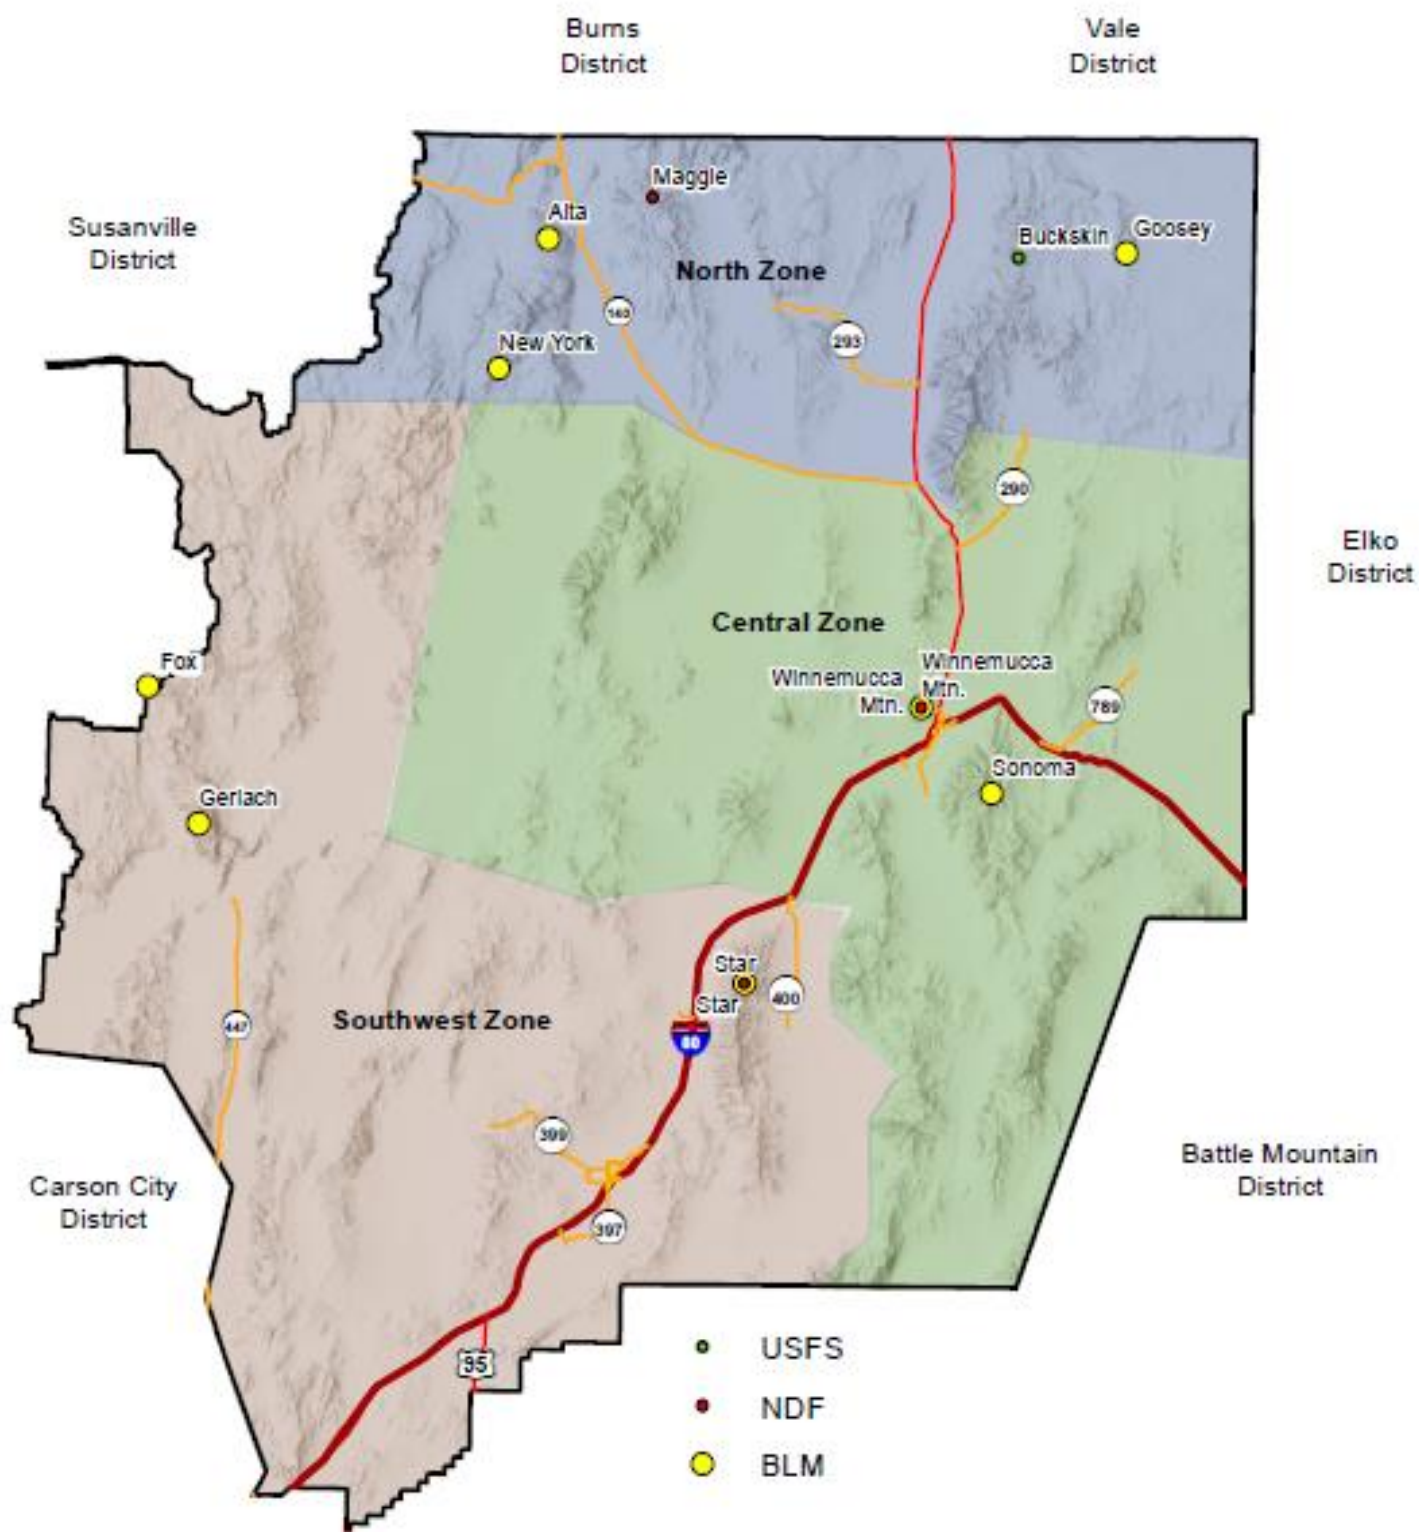 Burns
District
Vale
District
Susanville
District
Maggie
Alta
Buckskin
Goosey
North Zone
140
293
New York
290
Elko
District
Central Zone
Fox
Winnemucca
Mtn.
Winnemucca
Mtn.
789
Sonoma
Gerlach
Star
Star
400
Southwest Zone
447
80
399
Battle Mountain
District
Carson City
District
397
95
USFS
NDF
BLM